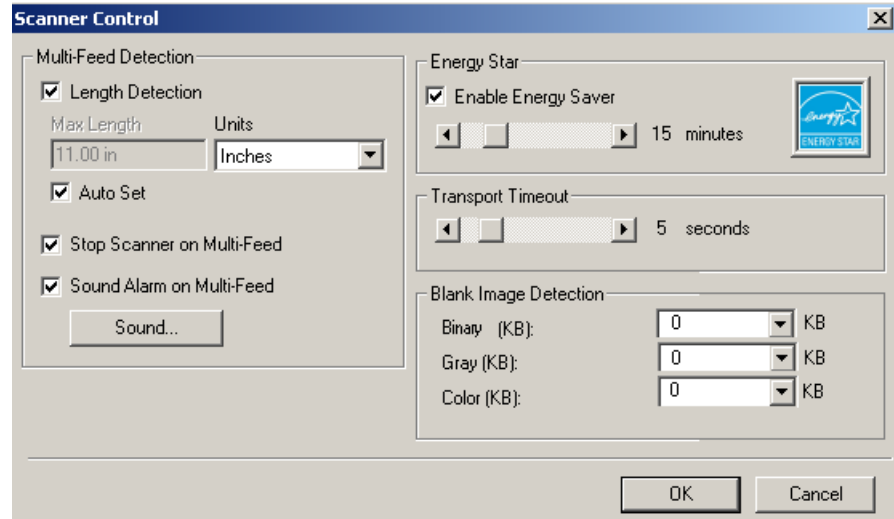 Scanner Control
Multi-Feed Detection
Length Detection
Max Length Units
11.00 in Inches
Auto Set
Stop Scanner on Multi-Feed
Sound Alarm on Multi-Feed
Sound...
Energy Star
Enable Energy Saver
15 minutes
energy
ENERGY STAR
Transport Timeout
5 seconds
Blank Image Detection
Binary (KB): 0 KB
Gray (KB): 0 KB
Color (KB): 0 KB
OK Cancel